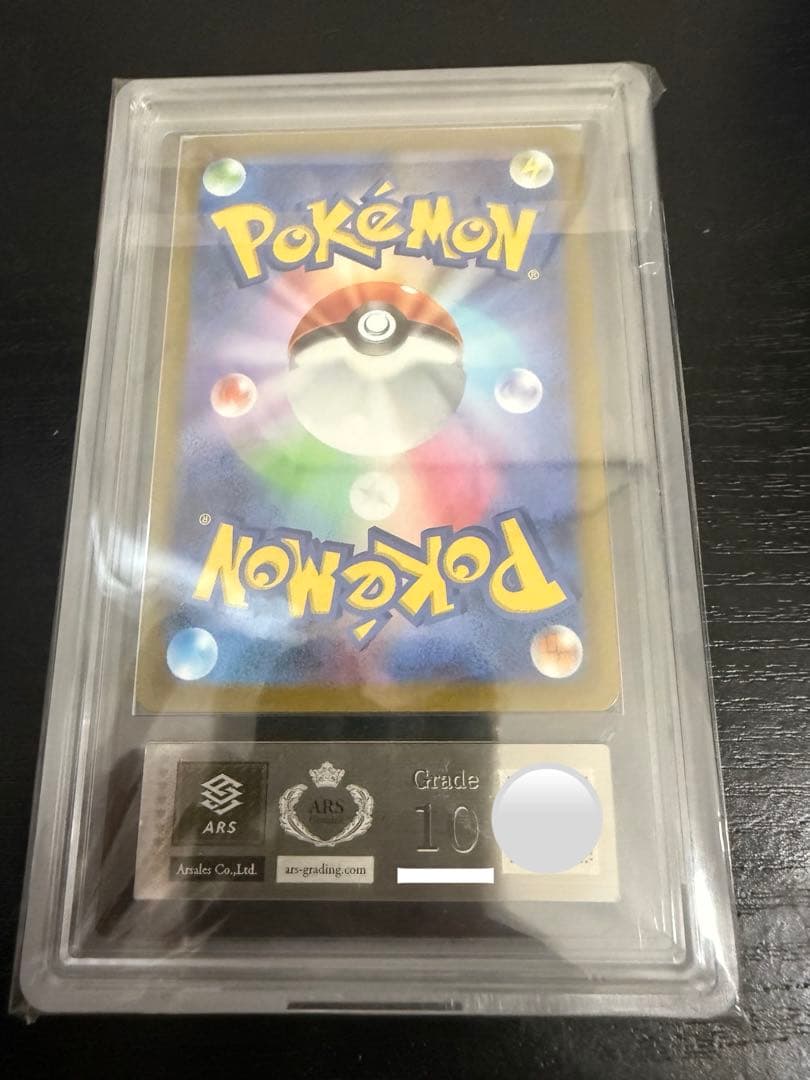 POKéMON
®
®
POKéMON
ARS
Arsales Co.,Ltd.
ARS
ars-grading.com
Grade
10